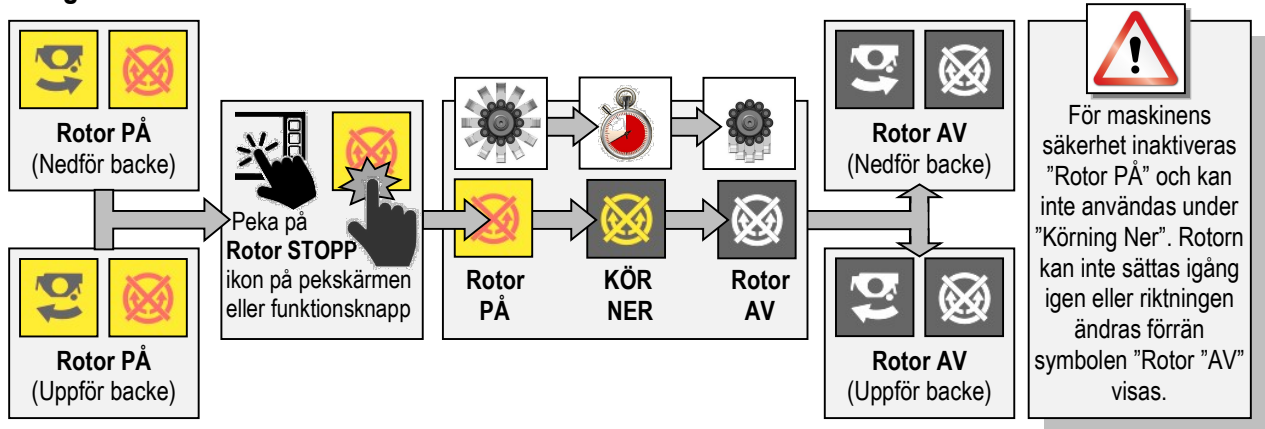 Rotor PÅ
(Nedför backe)
Rotor PÅ
(Uppför backe)
Peka på
Rotor STOPP
ikon på pekskärmen
eller funktionsknapp
Rotor
PÅ
KÖR
NER
Rotor
AV
Rotor AV
(Nedför backe)
Rotor AV
(Uppför backe)
För maskinens
säkerhet inaktiveras
”Rotor PÅ” och kan
inte användas under
”Körning Ner”. Rotorn
kan inte sättas igång
igen eller riktningen
ändras förrän
symbolen ”Rotor ”AV”
visas.